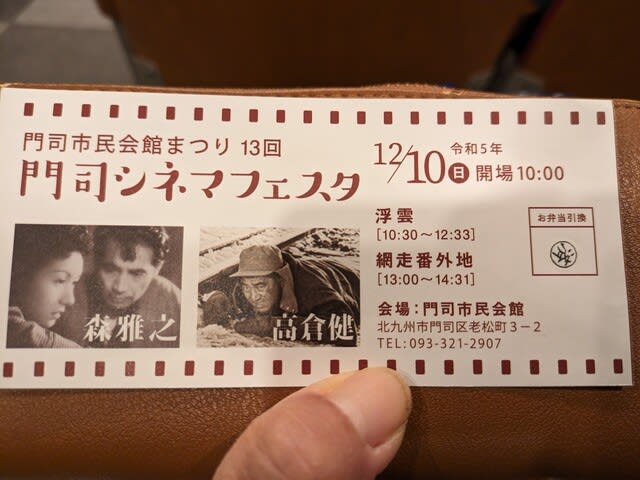 門司市民会館まつり 13回
門司シネマフェスタ
12/10 令和5年
日 開場10:00
浮雲
[10:30～12:33]
網走番外地
[13:00～14:31]
会場：門司市民会館
北九州市門司区老松町3－2
TEL:093-321-2907
お弁当引換
済
森雅之
高倉健